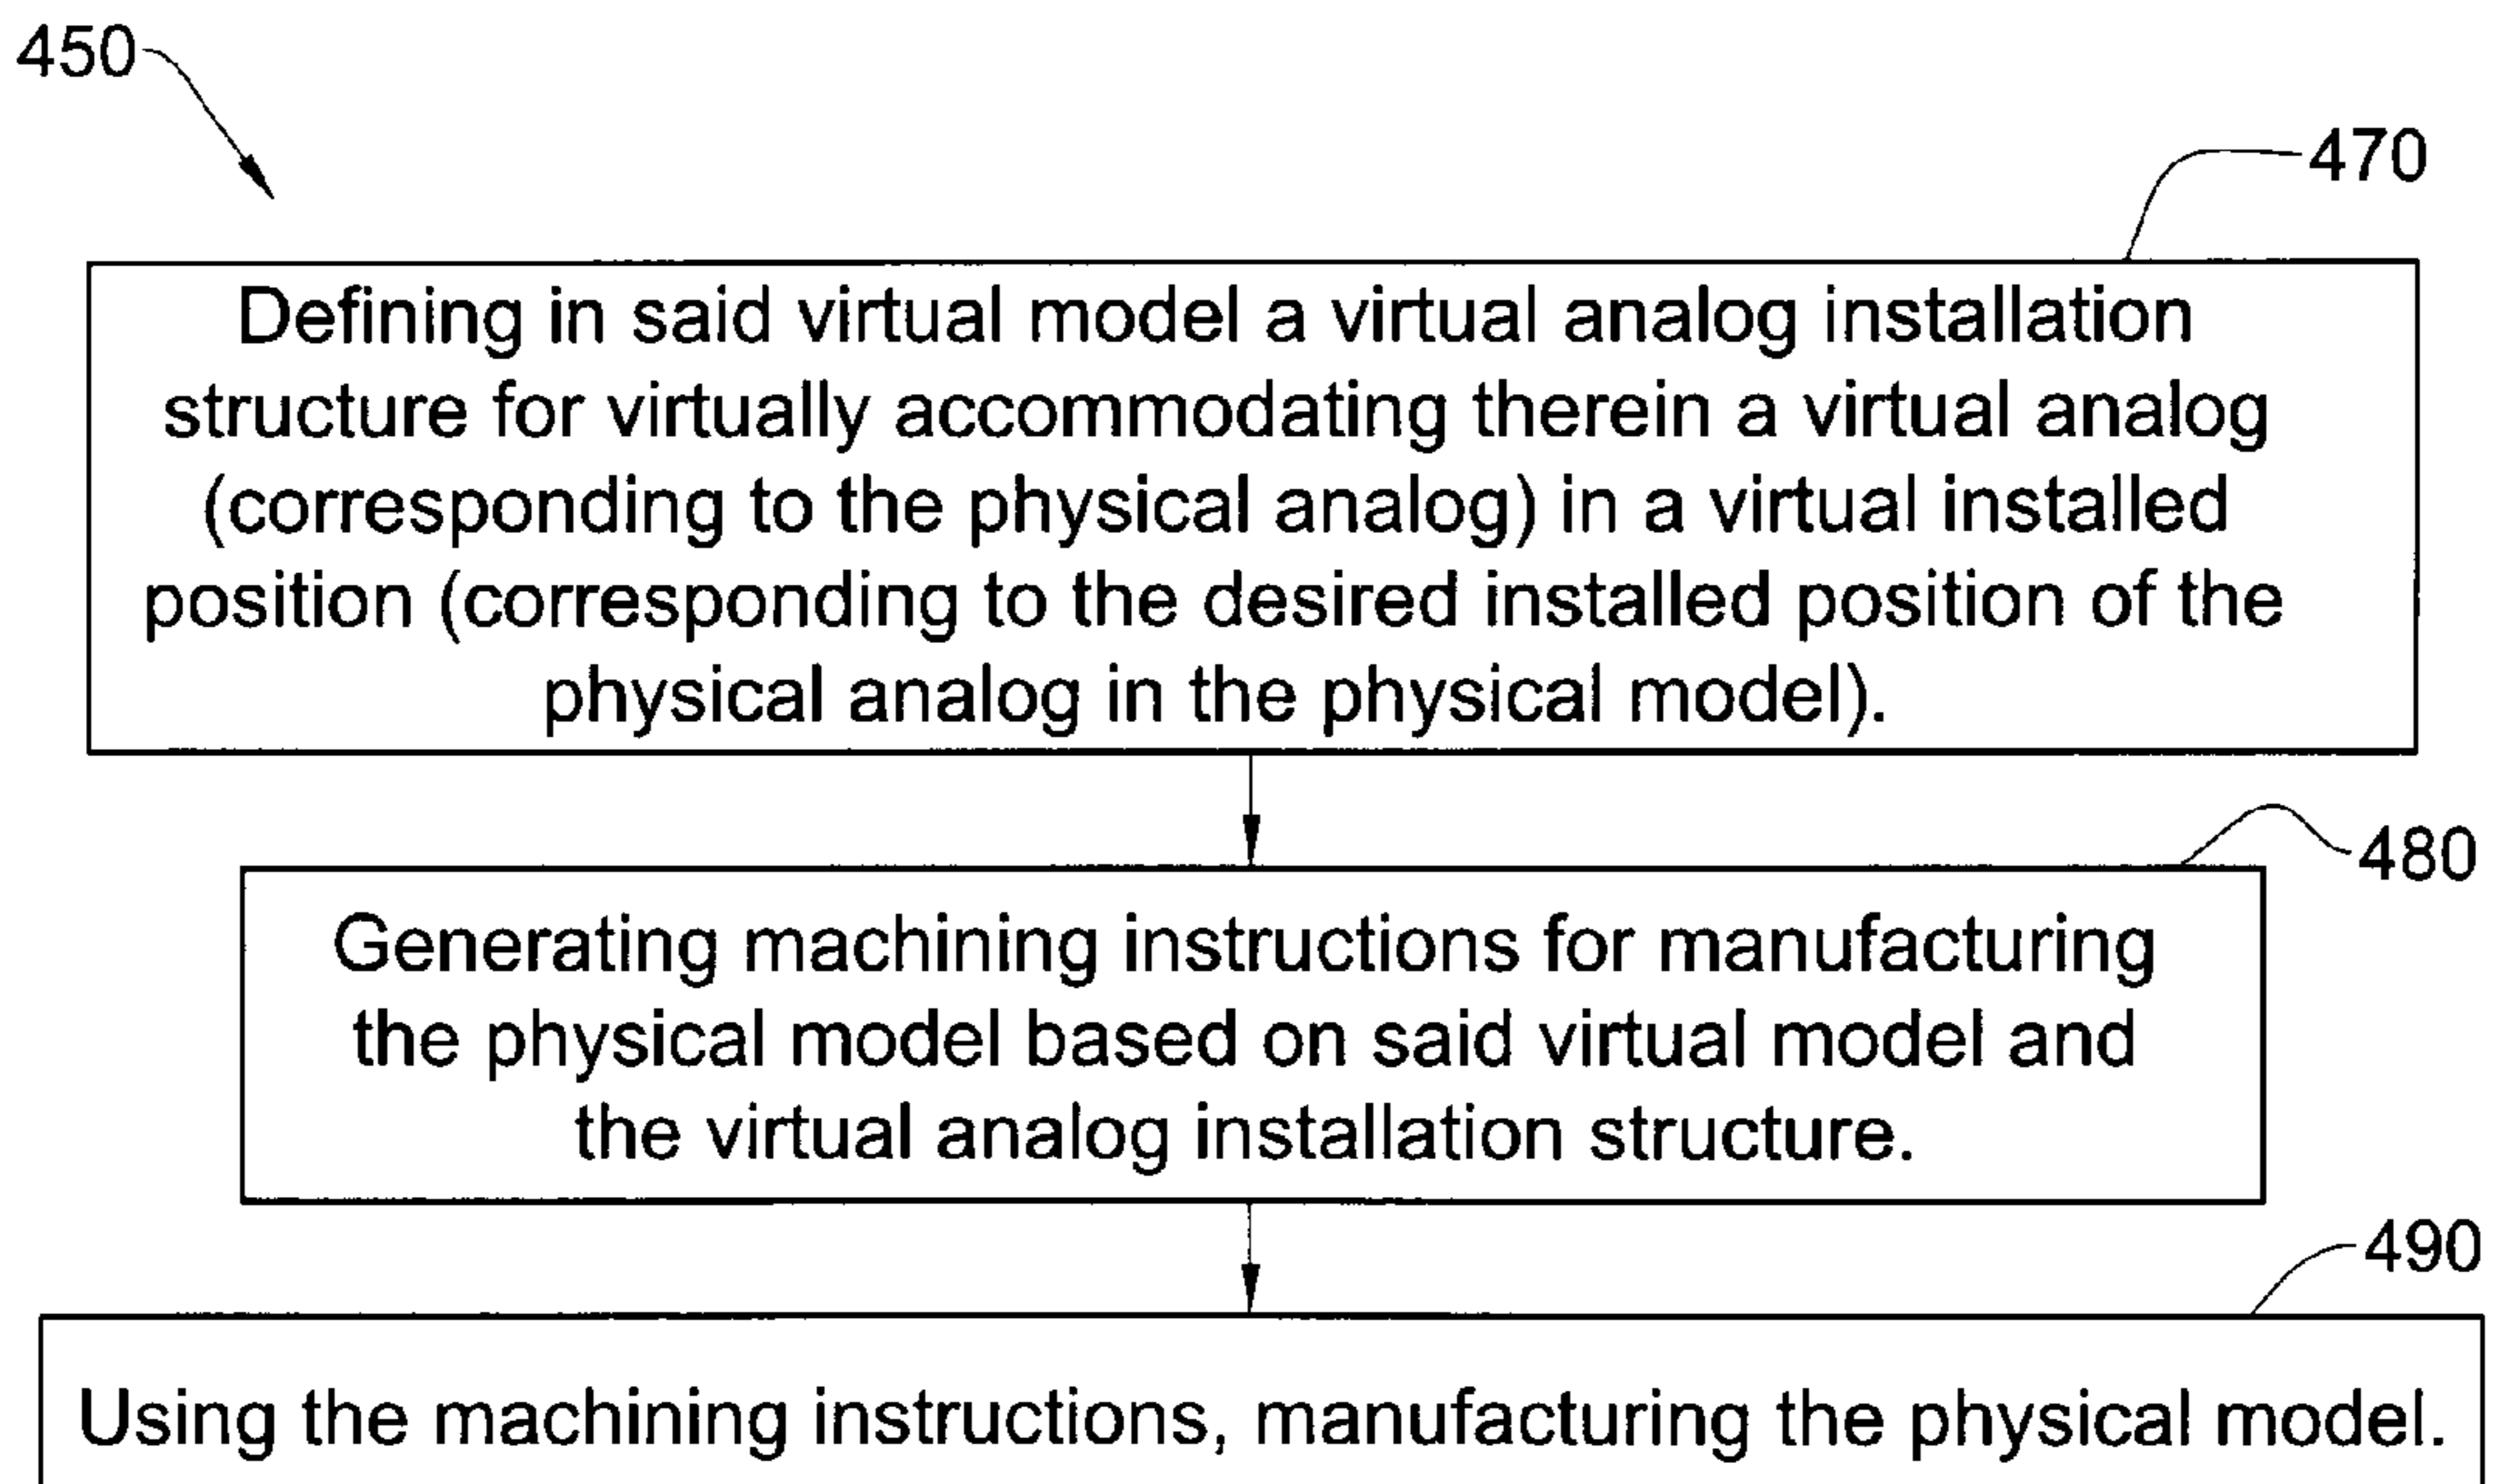 450
470
Defining in said virtual model a virtual analog installation
structure for virtually accommodating therein a virtual analog
(corresponding to the physical analog) in a virtual installed
position (corresponding to the desired installed position of the
physical analog in the physical model).
480
Generating machining instructions for manufacturing
the physical model based on said virtual model and
the virtual analog installation structure.
490
Using the machining instructions, manufacturing the physical model.